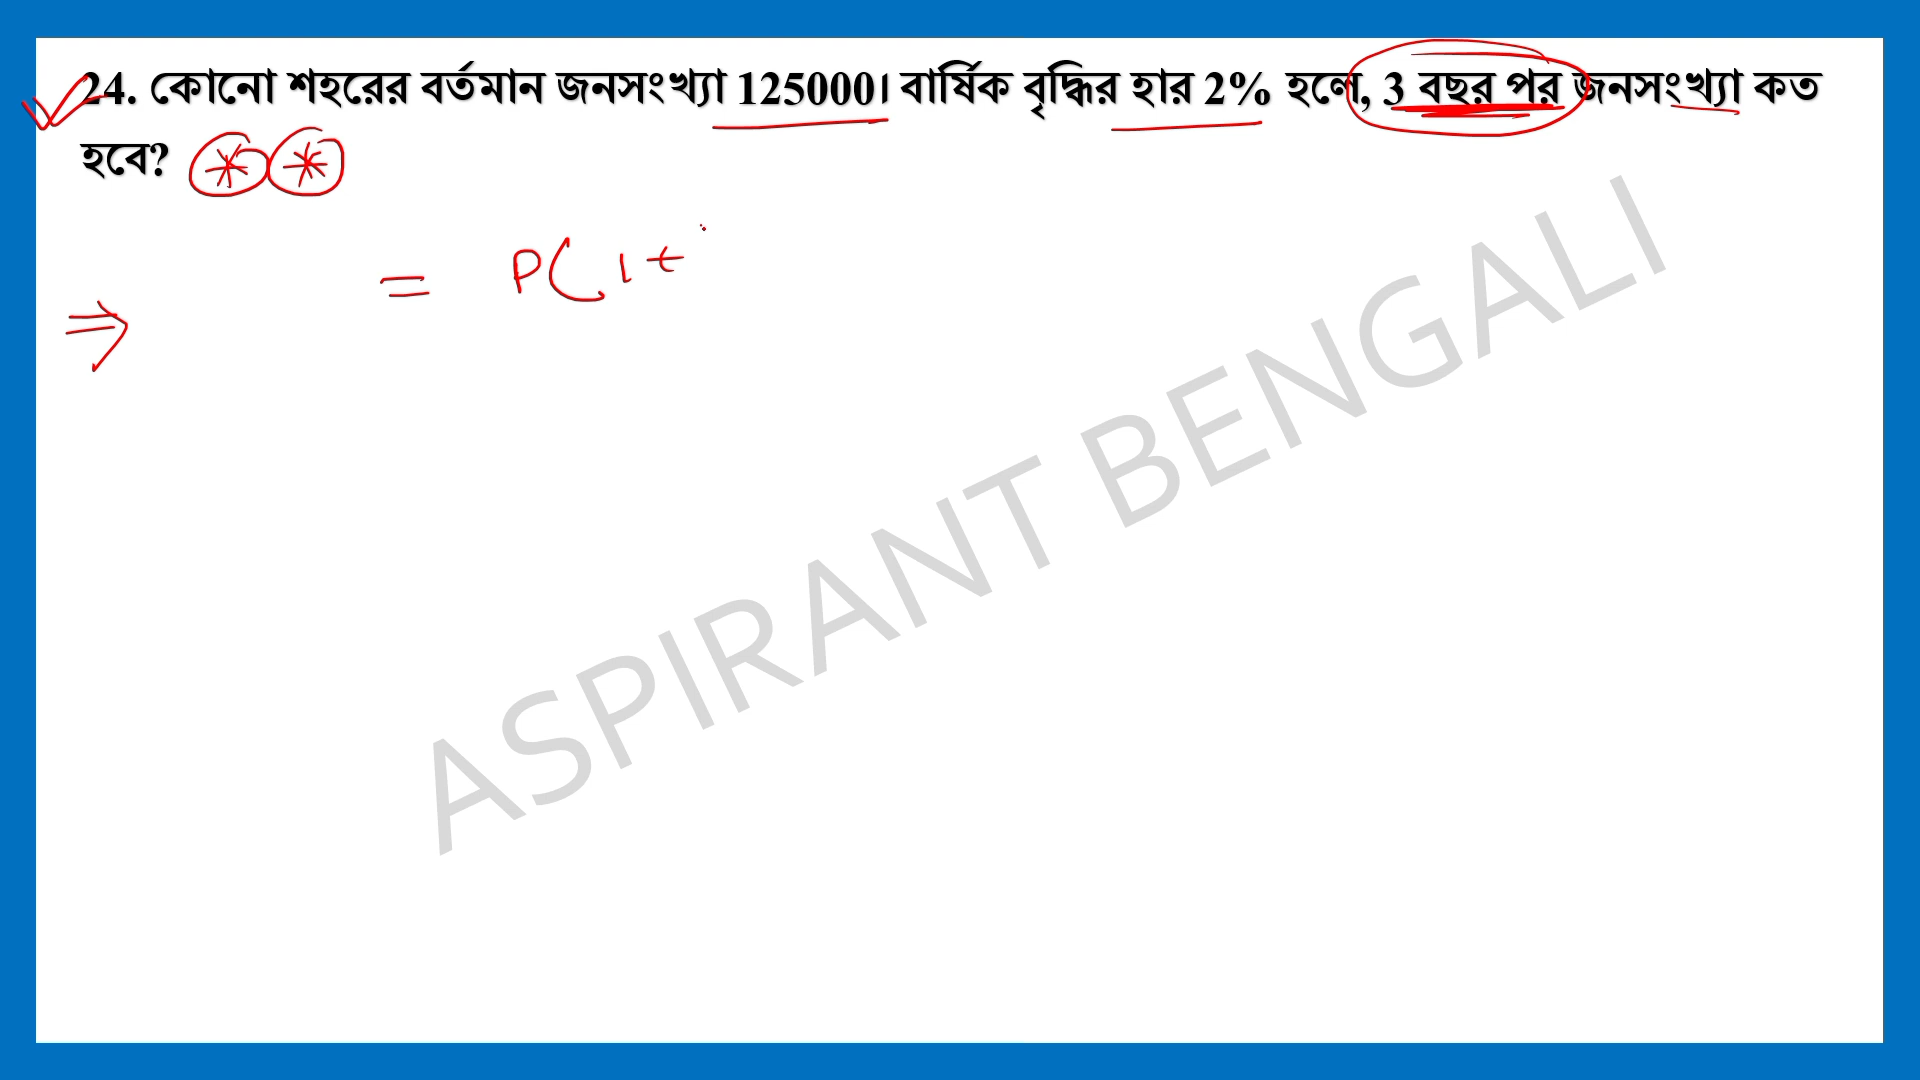 24. কোনো শহরের বর্তমান জনসংখ্যা 125000। বার্ষিক বৃদ্ধির হার 2% হলে, 3 বছর পর জনসংখ্যা কত
হবে?
= P(1+
⇒
ASPIRANT BENGALI